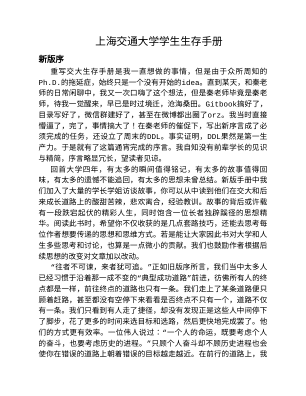 上海交通大学学生生存手册
新版序
重写交大生存手册是我一直想做的事情，但是由于众所周知的
Ph.D.的拖延症，始终只是一个没有开始的idea。直到某天，和秦老
师的日常闲聊中，我又一次口嗨了这个想法，但是秦老师毕竟是秦老
师，待我一觉醒来，早已是时过境迁，沧海桑田。Gitbook搞好了，
目录写好了，微信群建好了，甚至在微博都出圈了orz。我当时直接
懵逼了，完了，事情搞大了！在秦老师的催促下，写出新序言成了必
须完成的任务，还设立了周末的DDL。事实证明，DDL果然是第一生
产力。于是就有了这篇通宵完成的序言。我自知没有前辈学长的见识
与精简，序言略显冗长，望读者见谅。
回首大学四年，有太多的瞬间值得铭记，有太多的故事值得回
味，有太多的遗憾不能追回，有太多的思想未曾总结。新版手册中我
们加入了大量的学长学姐访谈故事，你可以从中读到他们在交大和后
来成长道路上的酸甜苦辣，悲欢离合，经验教训。故事的背后或许载
有一段跌宕起伏的精彩人生，同时饱含一位长者独辟蹊径的思想精
华。阅读此书时，希望你不仅收获的是几点套路技巧，还能去思考每
位作者想要传递的思想和思维方式。若是能让大家因此书对大学和人
生多些思考和讨论，也算是一点微小的贡献。我们也鼓励作者根据后
续思想的改变对文章加以改动。
“往者不可谏，来者犹可追。”正如旧版序所言，我们当中太多人
已经习惯于沿着那一成不变的“典型成功道路”前进，彷佛所有人的终
点都是一样，前往终点的道路也只有一条。我们走上了某条道路便只
顾着赶路，甚至都没有空停下来看看是否终点不只有一个，道路不仅
有一条。我们只看到有人走了捷径，却没有发现正是这些人中间停下
了脚步，花了更多的时间来选目标和选路，然后更快地完成罢了。他
们的方式更有效率。一位伟人说过：“一个人的命运，既要考虑个人
的奋斗，也要考虑历史的进程。”只顾个人奋斗却不顾历史进程也会
使你在错误的道路上朝着错误的目标越走越近。在前行的道路上，我